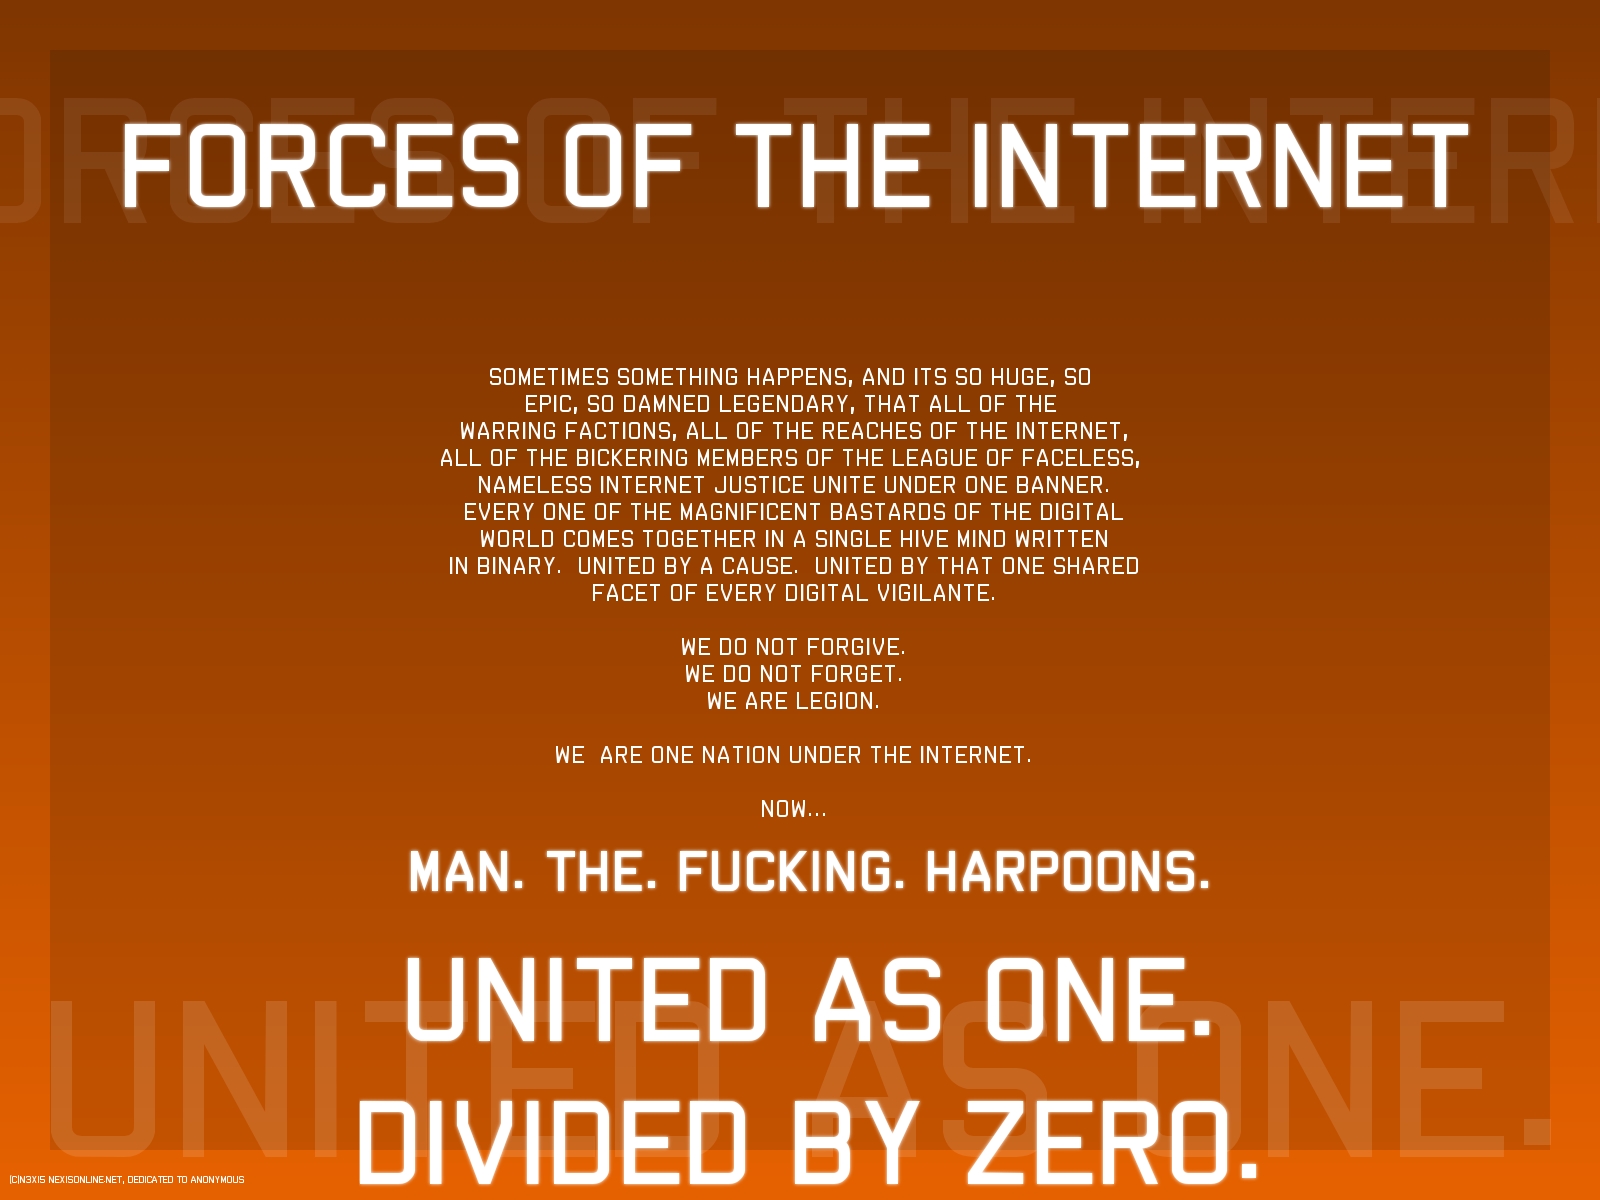 FORCES OF THE INTERNET
SOMETIMES SOMETHING HAPPENS, AND ITS SO HUGE, SO
EPIC, SO DAMNED LEGENDARY, THAT ALL OF THE
WARRING FACTIONS, ALL OF THE REACHES OF THE INTERNET,
ALL OF THE BICKERING MEMBERS OF THE LEAGUE OF FACELESS,
NAMELESS INTERNET JUSTICE UNITE UNDER ONE BANNER.
EVERY ONE OF THE MAGNIFICENT BASTARDS OF THE DIGITAL
WORLD COMES TOGETHER IN A SINGLE HIVE MIND WRITTEN
IN BINARY.  UNITED BY A CAUSE.  UNITED BY THAT ONE SHARED
FACET OF EVERY DIGITAL VIGILANTE.
WE DO NOT FORGIVE.
WE DO NOT FORGET.
WE ARE LEGION.
WE  ARE ONE NATION UNDER THE INTERNET.
NOW...
MAN. THE. FUCKING. HARPOONS.
UNITED AS ONE.
UNITED AS ONE.
DIVIDED BY ZERO.
(C)N3XIS NEXISONLINE.NET, DEDICATED TO ANONYMOUS